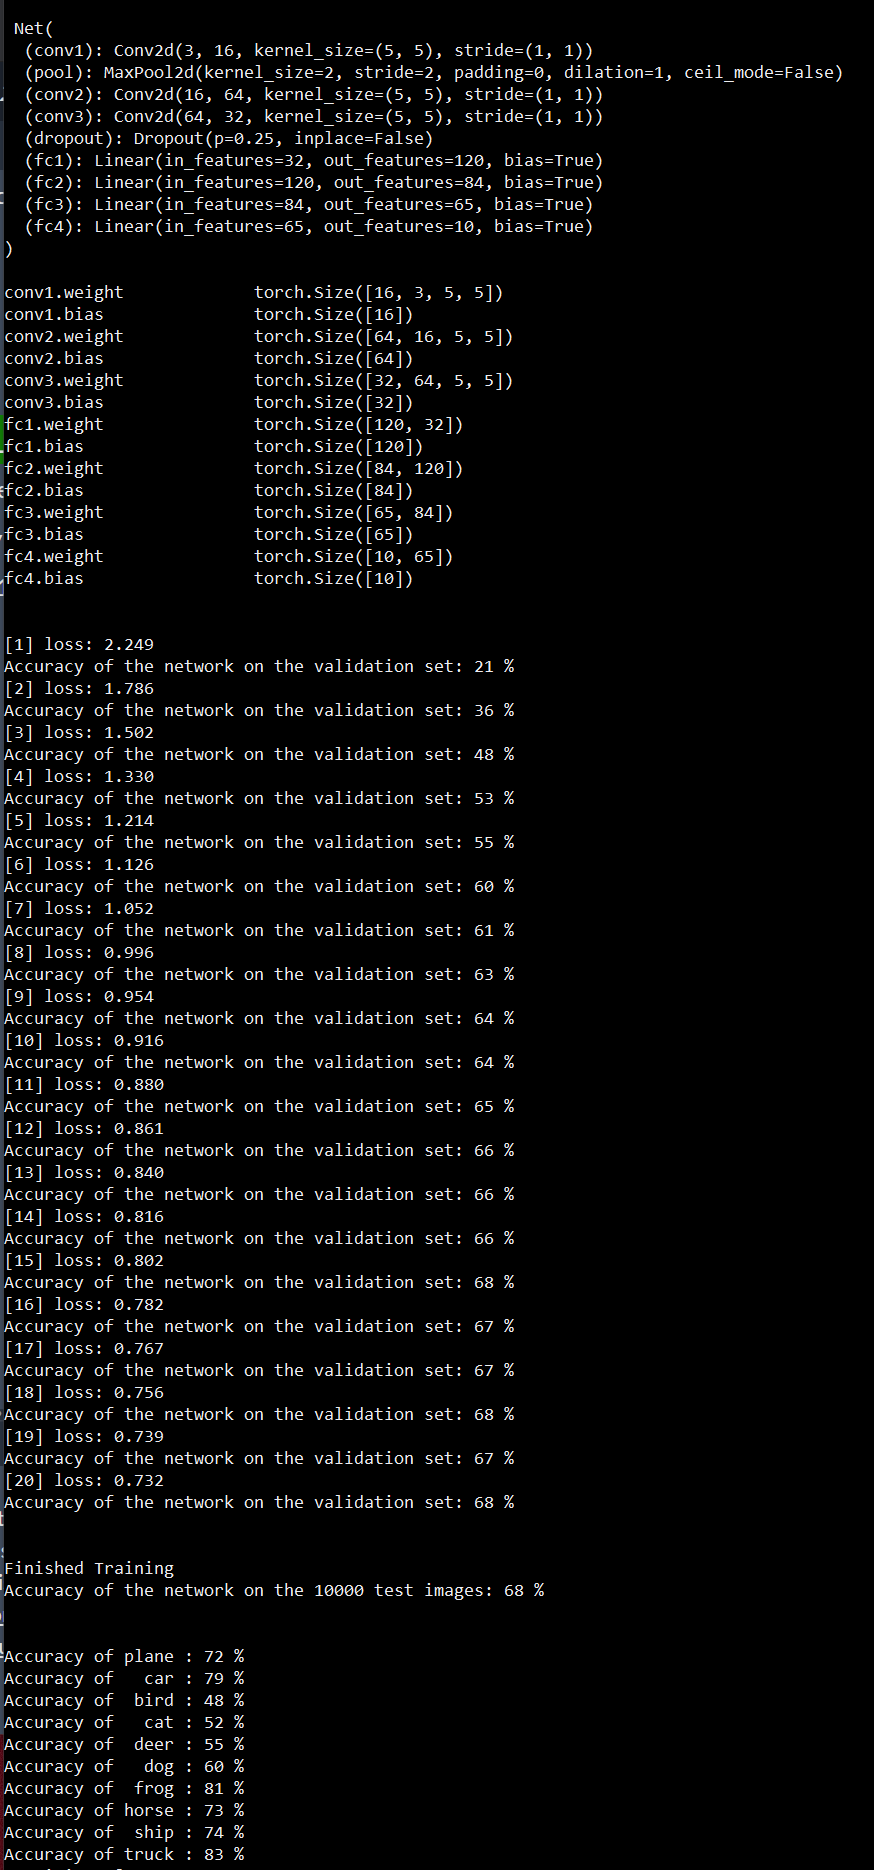 Net(
(conv1): Conv2d(3, 16, kernel_size=(5, 5), stride=(1, 1))
(pool): MaxPool2d(kernel_size=2, stride=2, padding=0, dilation=1, ceil_mode=False)
(conv2): Conv2d(16, 64, kernel_size=(5, 5), stride=(1, 1))
(conv3): Conv2d(64, 32, kernel_size=(5, 5), stride=(1, 1))
(dropout): Dropout(p=0.25, inplace=False)
(fc1): Linear(in_features=32, out_features=120, bias=True)
(fc2): Linear(in_features=120, out_features=84, bias=True)
(fc3): Linear(in_features=84, out_features=65, bias=True)
(fc4): Linear(in_features=65, out_features=10, bias=True)
)
conv1.weight torch.Size([16, 3, 5, 5])
conv1.bias torch.Size([16])
conv2.weight torch.Size([64, 16, 5, 5])
conv2.bias torch.Size([64])
conv3.weight torch.Size([32, 64, 5, 5])
conv3.bias torch.Size([32])
fc1.weight torch.Size([120, 32])
fc1.bias torch.Size([120])
fc2.weight torch.Size([84, 120])
fc2.bias torch.Size([84])
fc3.weight torch.Size([65, 84])
fc3.bias torch.Size([65])
fc4.weight torch.Size([10, 65])
fc4.bias torch.Size([10])
[1] loss: 2.249
Accuracy of the network on the validation set: 21 %
[2] loss: 1.786
Accuracy of the network on the validation set: 36 %
[3] loss: 1.502
Accuracy of the network on the validation set: 48 %
[4] loss: 1.330
Accuracy of the network on the validation set: 53 %
[5] loss: 1.214
Accuracy of the network on the validation set: 55 %
[6] loss: 1.126
Accuracy of the network on the validation set: 60 %
[7] loss: 1.052
Accuracy of the network on the validation set: 61 %
[8] loss: 0.996
Accuracy of the network on the validation set: 63 %
[9] loss: 0.954
Accuracy of the network on the validation set: 64 %
[10] loss: 0.916
Accuracy of the network on the validation set: 64 %
[11] loss: 0.880
Accuracy of the network on the validation set: 65 %
[12] loss: 0.861
Accuracy of the network on the validation set: 66 %
[13] loss: 0.840
Accuracy of the network on the validation set: 66 %
[14] loss: 0.816
Accuracy of the network on the validation set: 66 %
[15] loss: 0.802
Accuracy of the network on the validation set: 68 %
[16] loss: 0.782
Accuracy of the network on the validation set: 67 %
[17] loss: 0.767
Accuracy of the network on the validation set: 67 %
[18] loss: 0.756
Accuracy of the network on the validation set: 68 %
[19] loss: 0.739
Accuracy of the network on the validation set: 67 %
[20] loss: 0.732
Accuracy of the network on the validation set: 68 %
Finished Training
Accuracy of the network on the 10000 test images: 68 %
Accuracy of plane : 72 %
Accuracy of car : 79 %
Accuracy of bird : 48 %
Accuracy of cat : 52 %
Accuracy of deer : 55 %
Accuracy of dog : 60 %
Accuracy of frog : 81 %
Accuracy of horse : 73 %
Accuracy of ship : 74 %
Accuracy of truck : 83 %